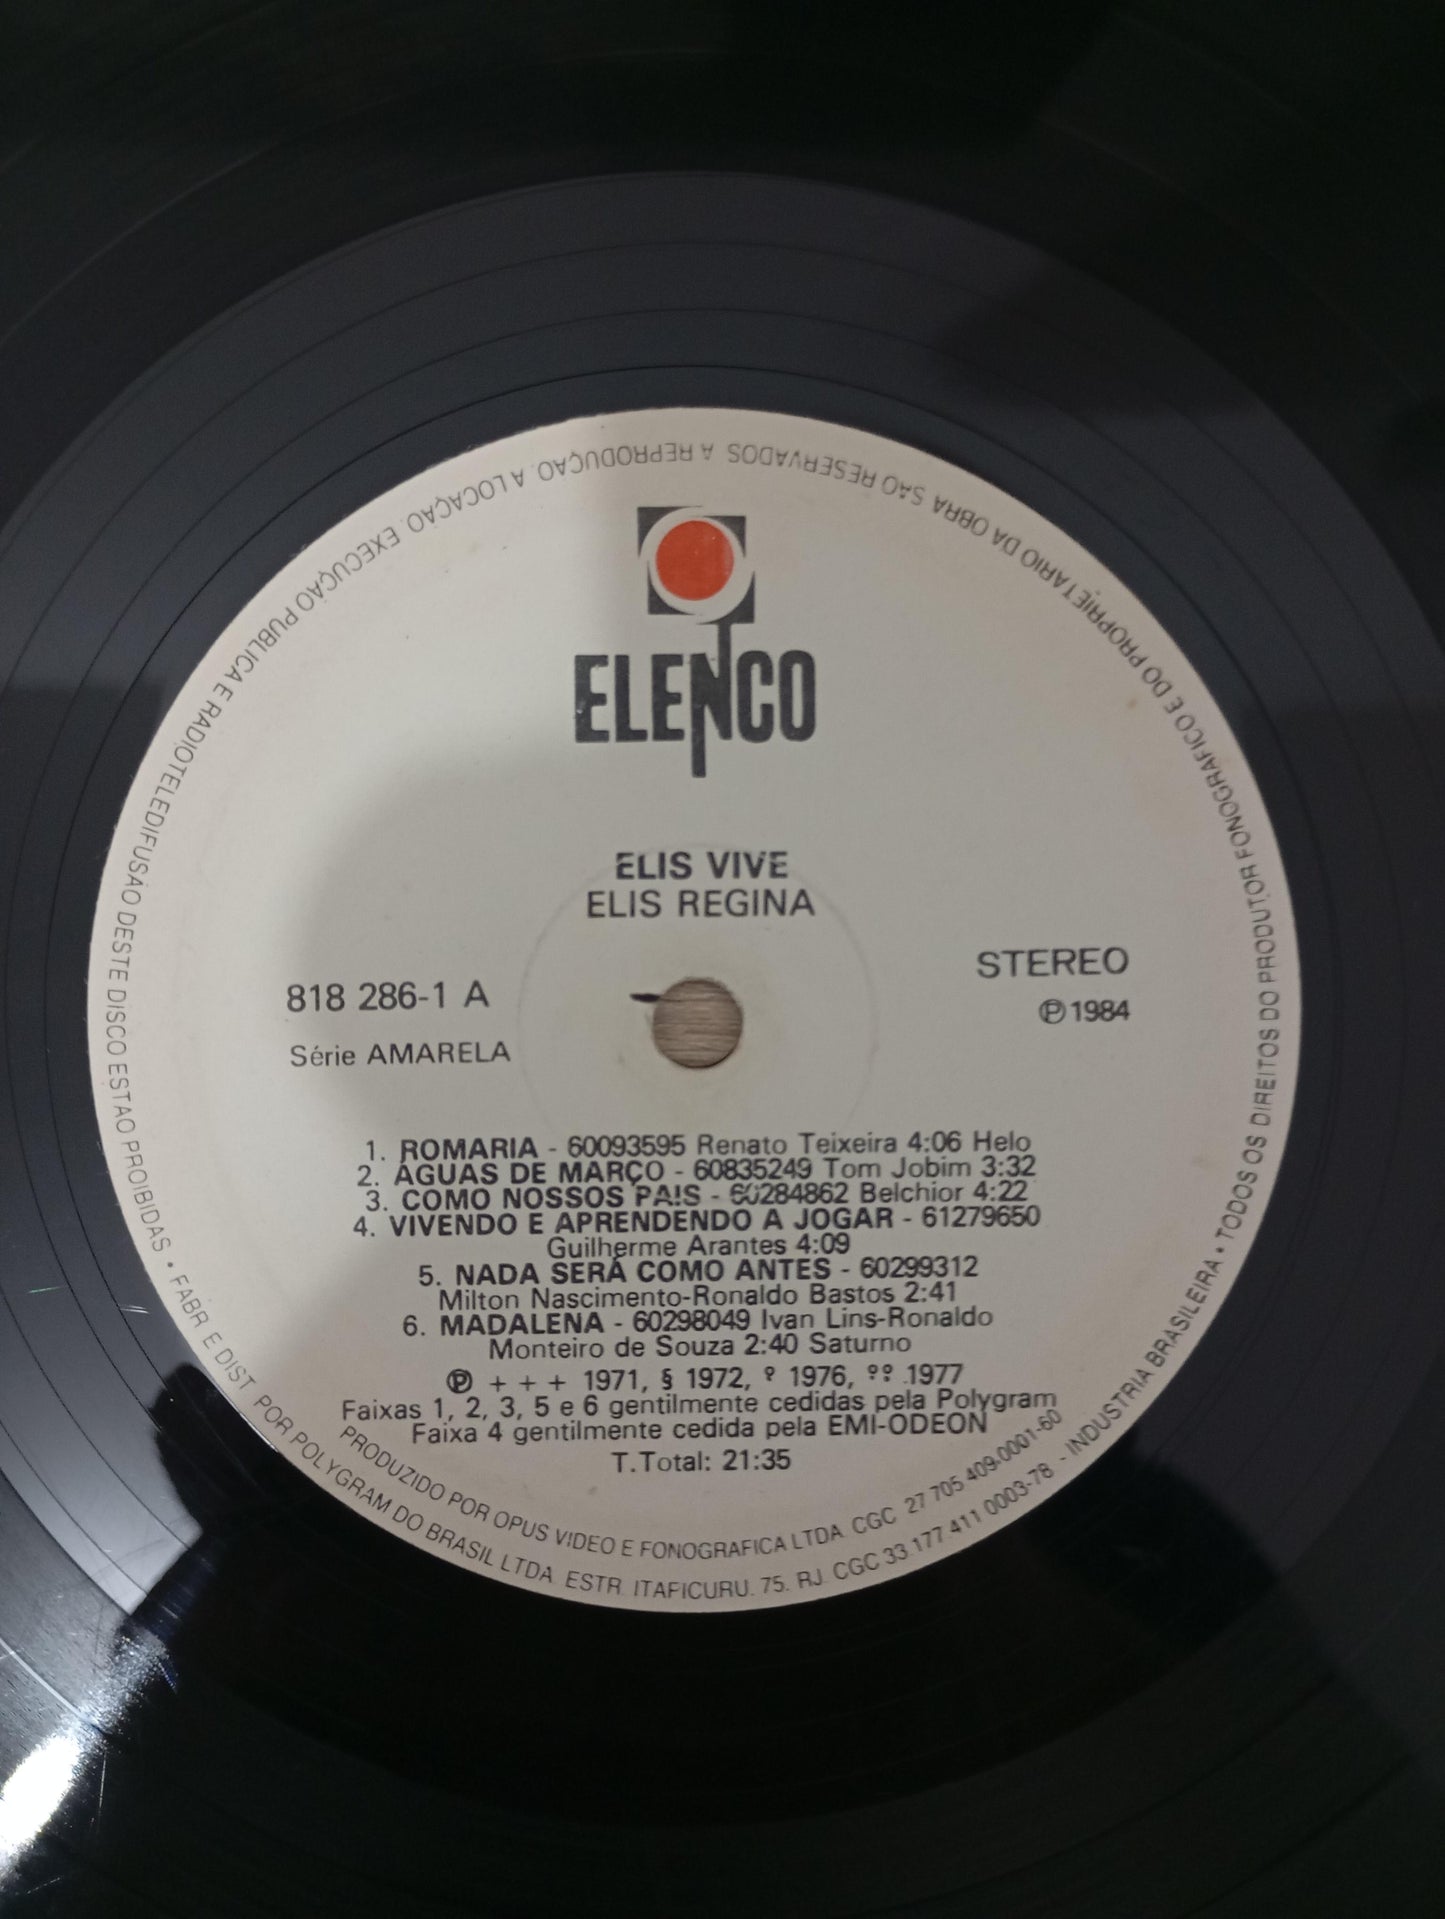 ELENCO
ELIS VIVE
ELIS REGINA
818 286-1 A
Série AMARELA
STEREO
Ⓟ 1984
1. ROMARIA - 60093595 Renato Teixeira 4:06 Helo
2. ÁGUAS DE MARÇO - 60835249 Tom Jobim 3:32
3. COMO NOSSOS PAIS - 60284862 Belchior 4:22
4. VIVENDO E APRENDENDO A JOGAR - 61279650
Guilherme Arantes 4:09
5. NADA SERÁ COMO ANTES - 60299312
Milton Nascimento-Ronaldo Bastos 2:41
6. MADALENA - 60298049 Ivan Lins-Ronaldo
Monteiro de Souza 2:40 Saturno
Ⓟ + + + 1971, § 1972, º 1976, ºº 1977
Faixas 1, 2, 3, 5 e 6 gentilmente cedidas pela Polygram
Faixa 4 gentilmente cedida pela EMI-ODEON
T.Total: 21:35
PRODUZIDO POR OPUS VIDEO E FONOGRAFICA LTDA. CGC 27.705.409-0001-60
• FABR E DIST. POR POLYGRAM DO BRASIL LTDA. ESTR. ITAPICURU. 75. RJ. CGC 33.177.411 0003-78 - INDUSTRIA BRASILEIRA • TODOS OS DIREITOS DO PRODUTOR FONOGRAFICO E DO PROPRIETARIO DA OBRA SÃO RESERVADOS A REPRODUÇÃO. A LOCAÇÃO. EXECUÇÃO PUBLICA E RADIOTELEDIFUSÃO DESTE DISCO ESTAO PROIBIDAS